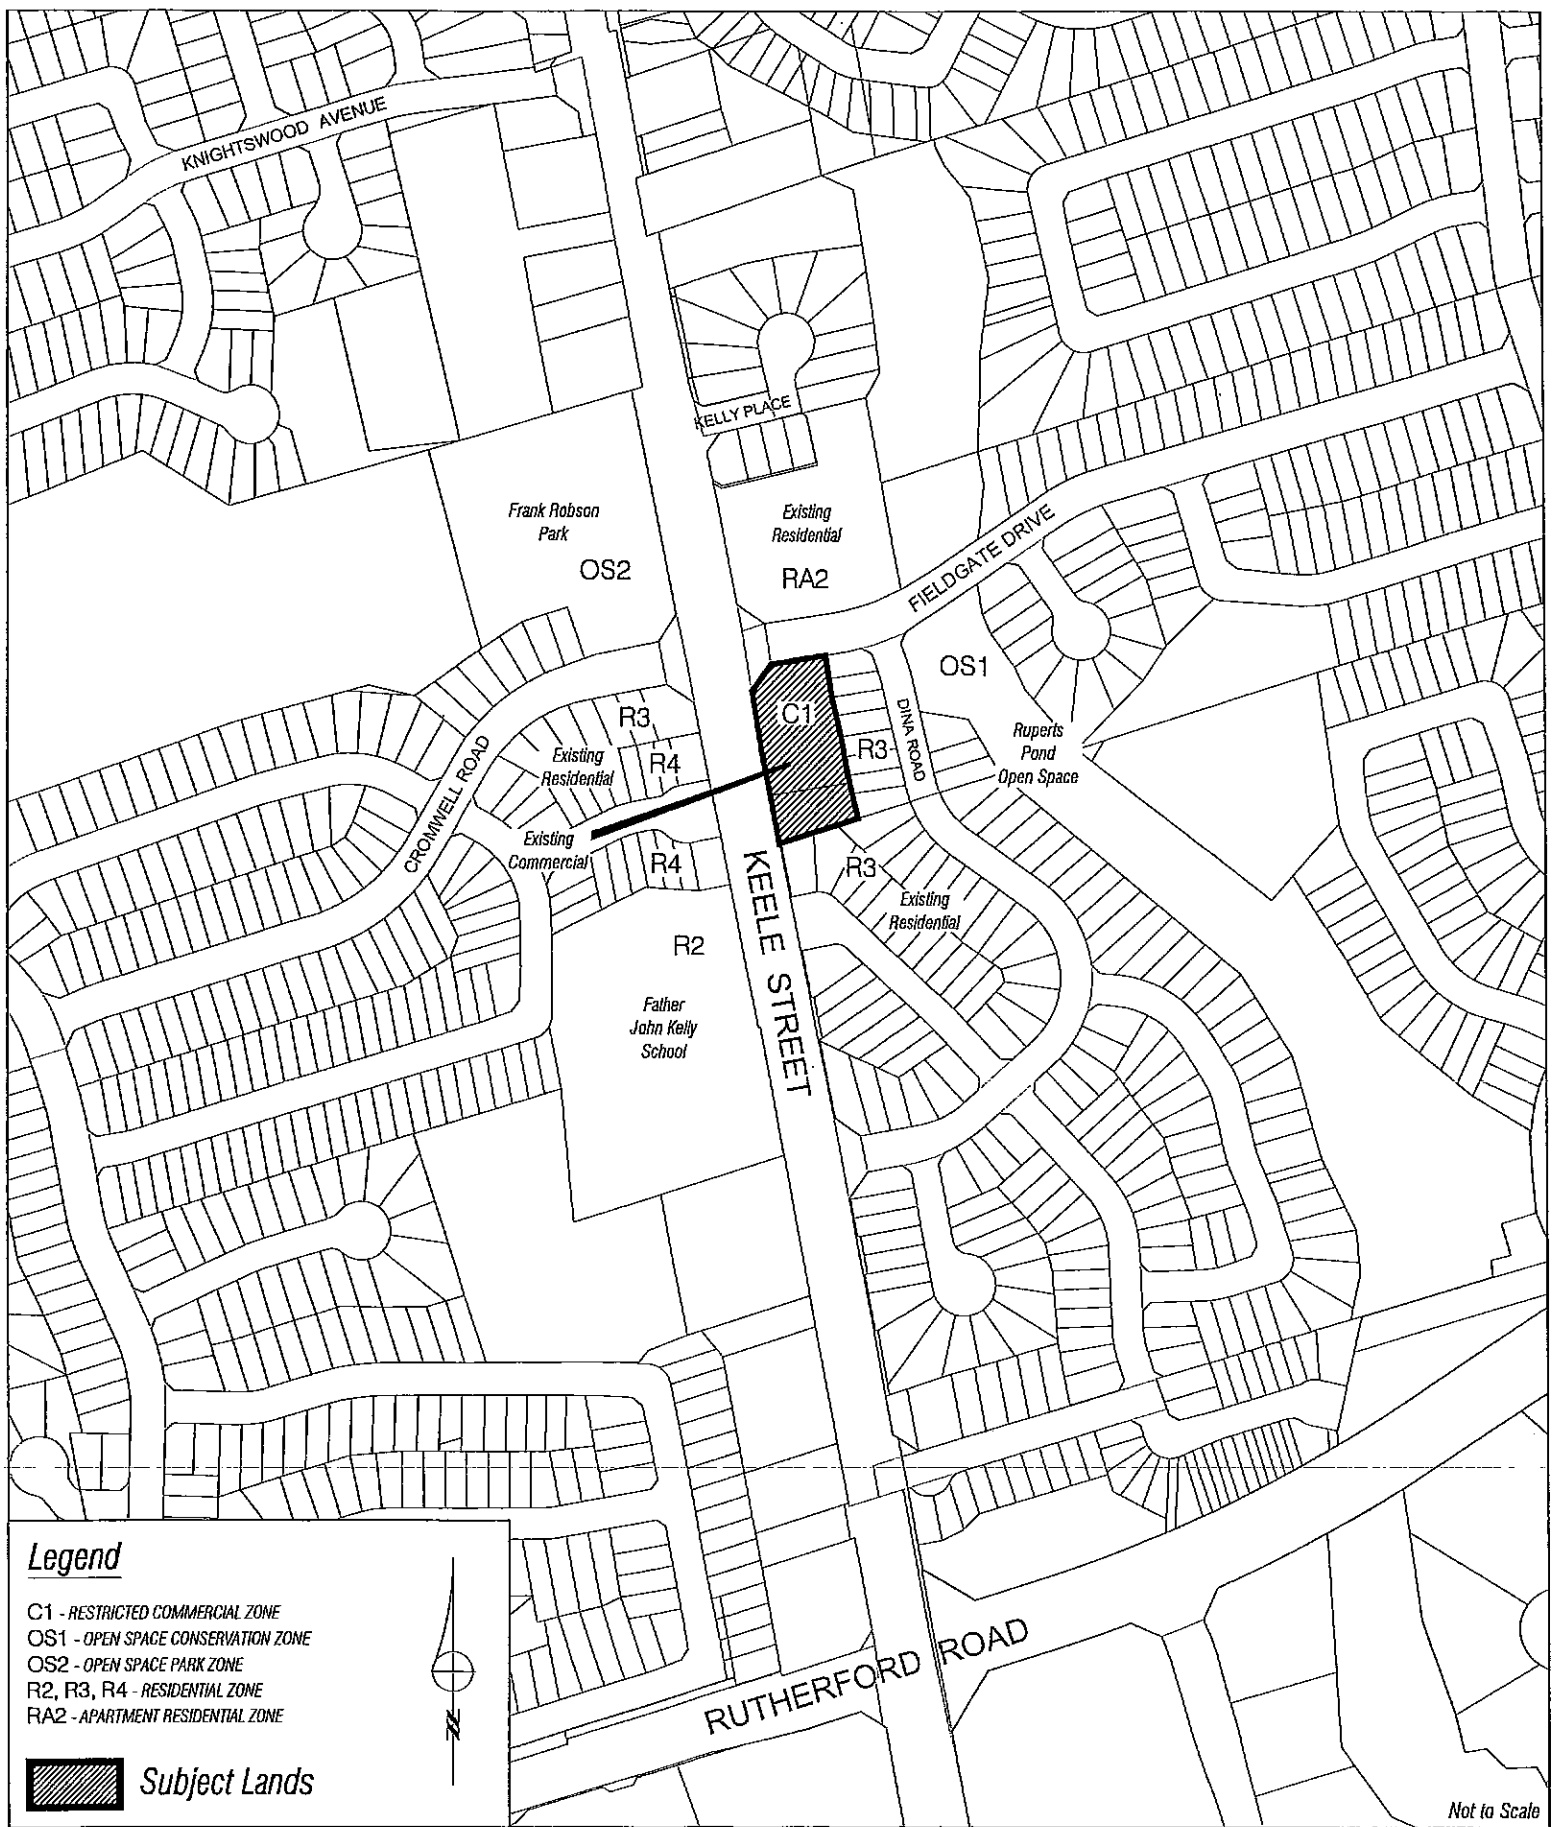 KNIGHTSWOOD AVENUE
KELLY PLACE
Frank Robson
Park
OS2
Existing
Residential
RA2
FIELDGATE DRIVE
OS1
C1
DINA ROAD
R3
Ruperts
Pond
Open Space
R3
R4
Existing
Residential
CROMWELL ROAD
Existing
Commercial
R4
R3
Existing
Residential
KEELE STREET
R2
Father
John Kelly
School
RUTHERFORD ROAD
Legend
C1 - RESTRICTED COMMERCIAL ZONE
OS1 - OPEN SPACE CONSERVATION ZONE
OS2 - OPEN SPACE PARK ZONE
R2, R3, R4 - RESIDENTIAL ZONE
RA2 - APARTMENT RESIDENTIAL ZONE
N
Subject Lands
Not to Scale